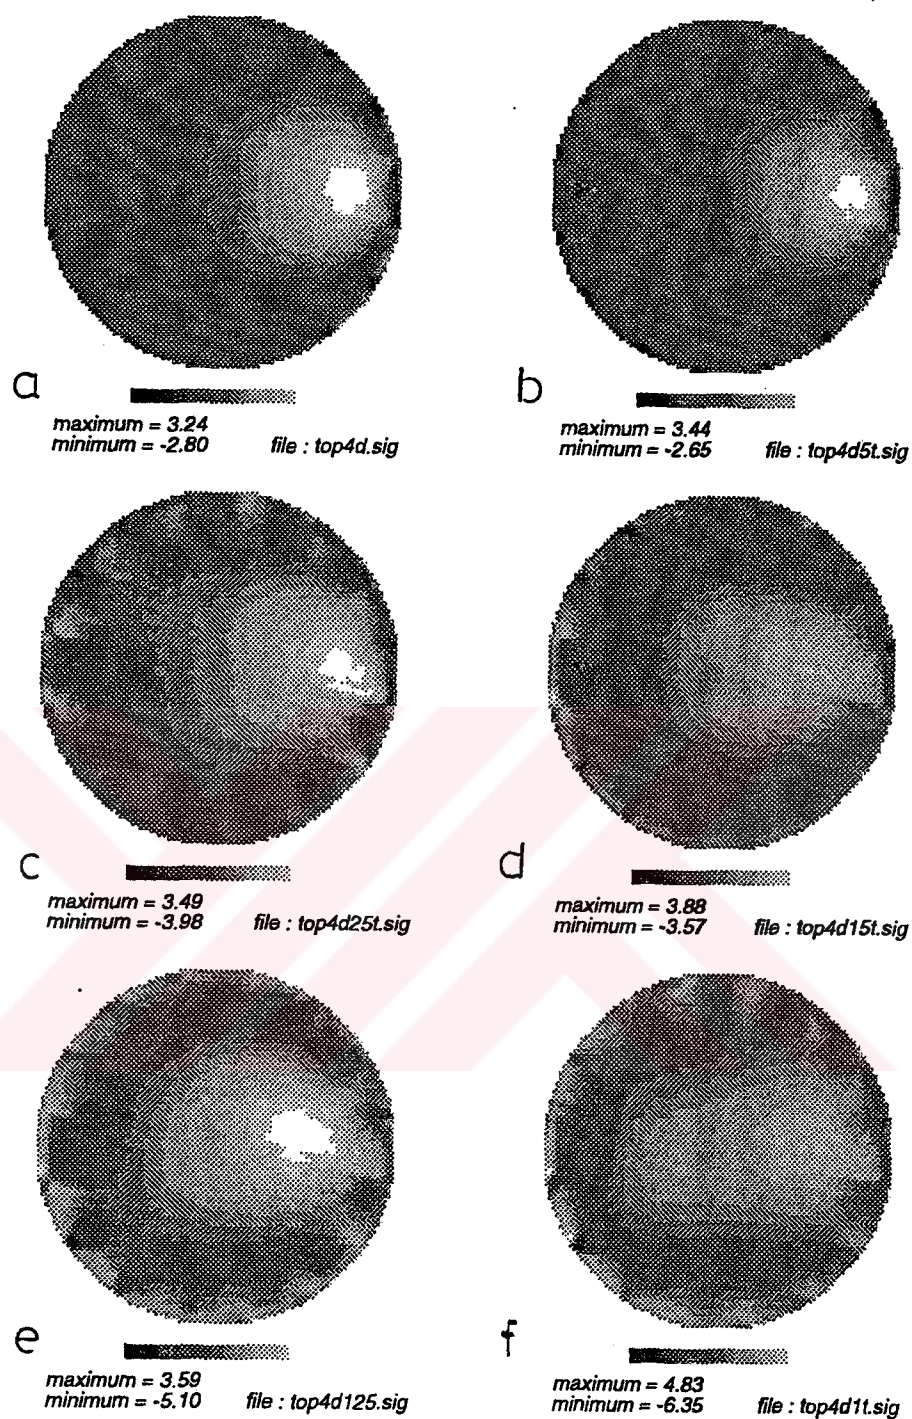 a
maximum = 3.24
minimum = -2.80 file : top4d.sig
b
maximum = 3.44
minimum = -2.65 file : top4d5t.sig
c
maximum = 3.49
minimum = -3.98 file : top4d25t.sig
d
maximum = 3.88
minimum = -3.57 file : top4d15t.sig
e
maximum = 3.59
minimum = -5.10 file : top4d125.sig
f
maximum = 4.83
minimum = -6.35 file : top4d1t.sig